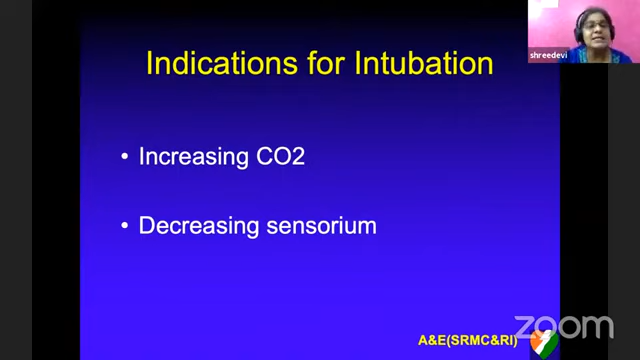 Indications for Intubation
shreedevi
• Increasing CO2
• Decreasing sensorium
A&E(SRMC&RI)
zoom